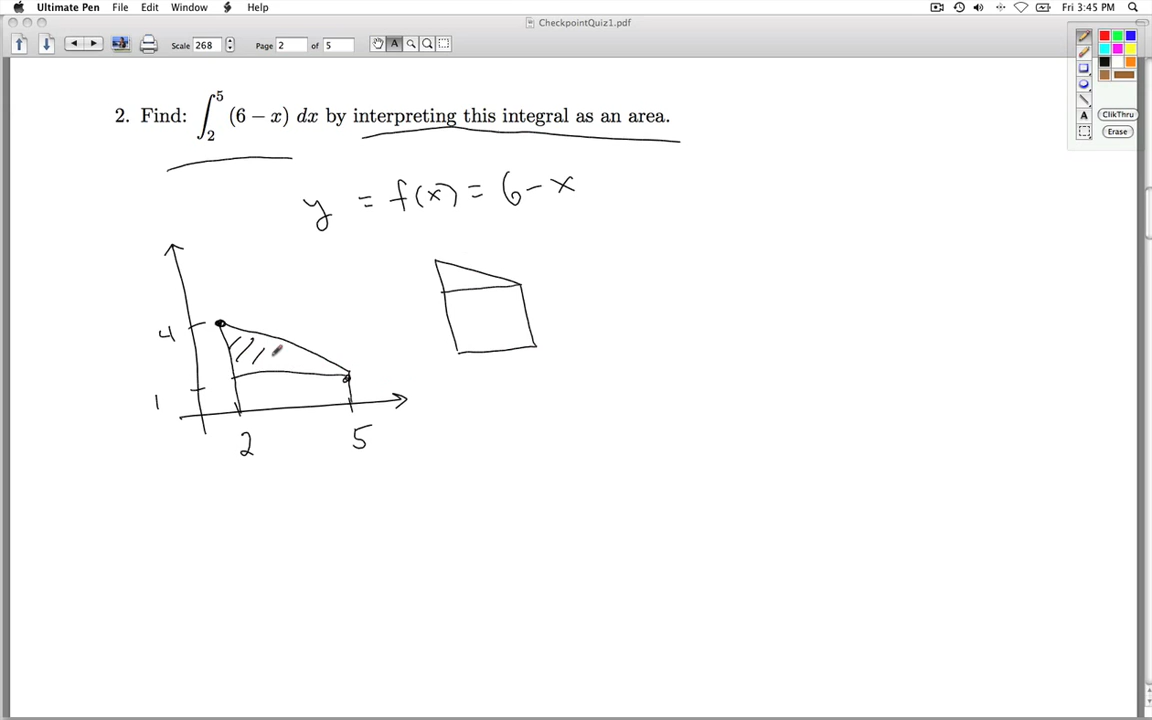 Ultimate Pen File Edit Window Help Fri 3:45 PM
CheckpointQuiz1.pdf
Scale 268 Page 2 of 5 A
A ClikThru
Erase
2. Find: ∫₂⁵ (6 − x) dx by interpreting this integral as an area.
y = f(x) = 6 - x
4
1
2 5